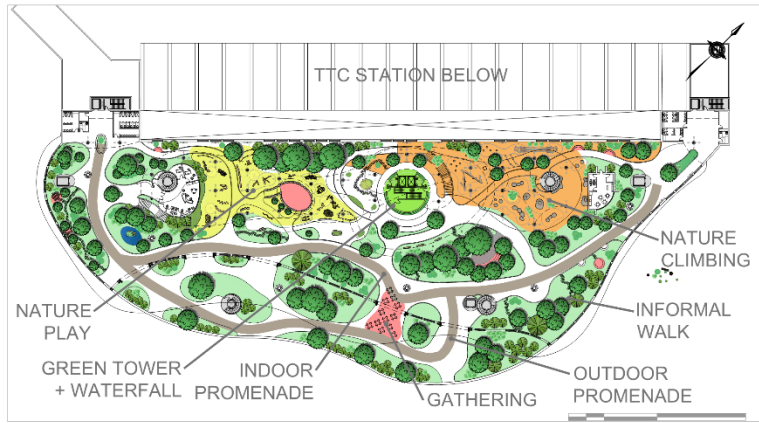 TTC STATION BELOW
NATURE
CLIMBING
NATURE
PLAY
INFORMAL
WALK
GREEN TOWER
+ WATERFALL
INDOOR
PROMENADE
GATHERING
OUTDOOR
PROMENADE